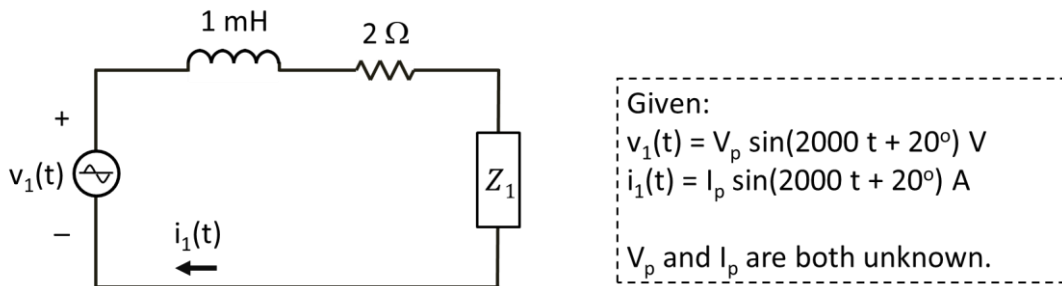 1 mH
2 Ω
+
v₁(t)
Z₁
–
i₁(t)
Given:
v₁(t) = Vₚ sin(2000 t + 20°) V
i₁(t) = Iₚ sin(2000 t + 20°) A
Vₚ and Iₚ are both unknown.